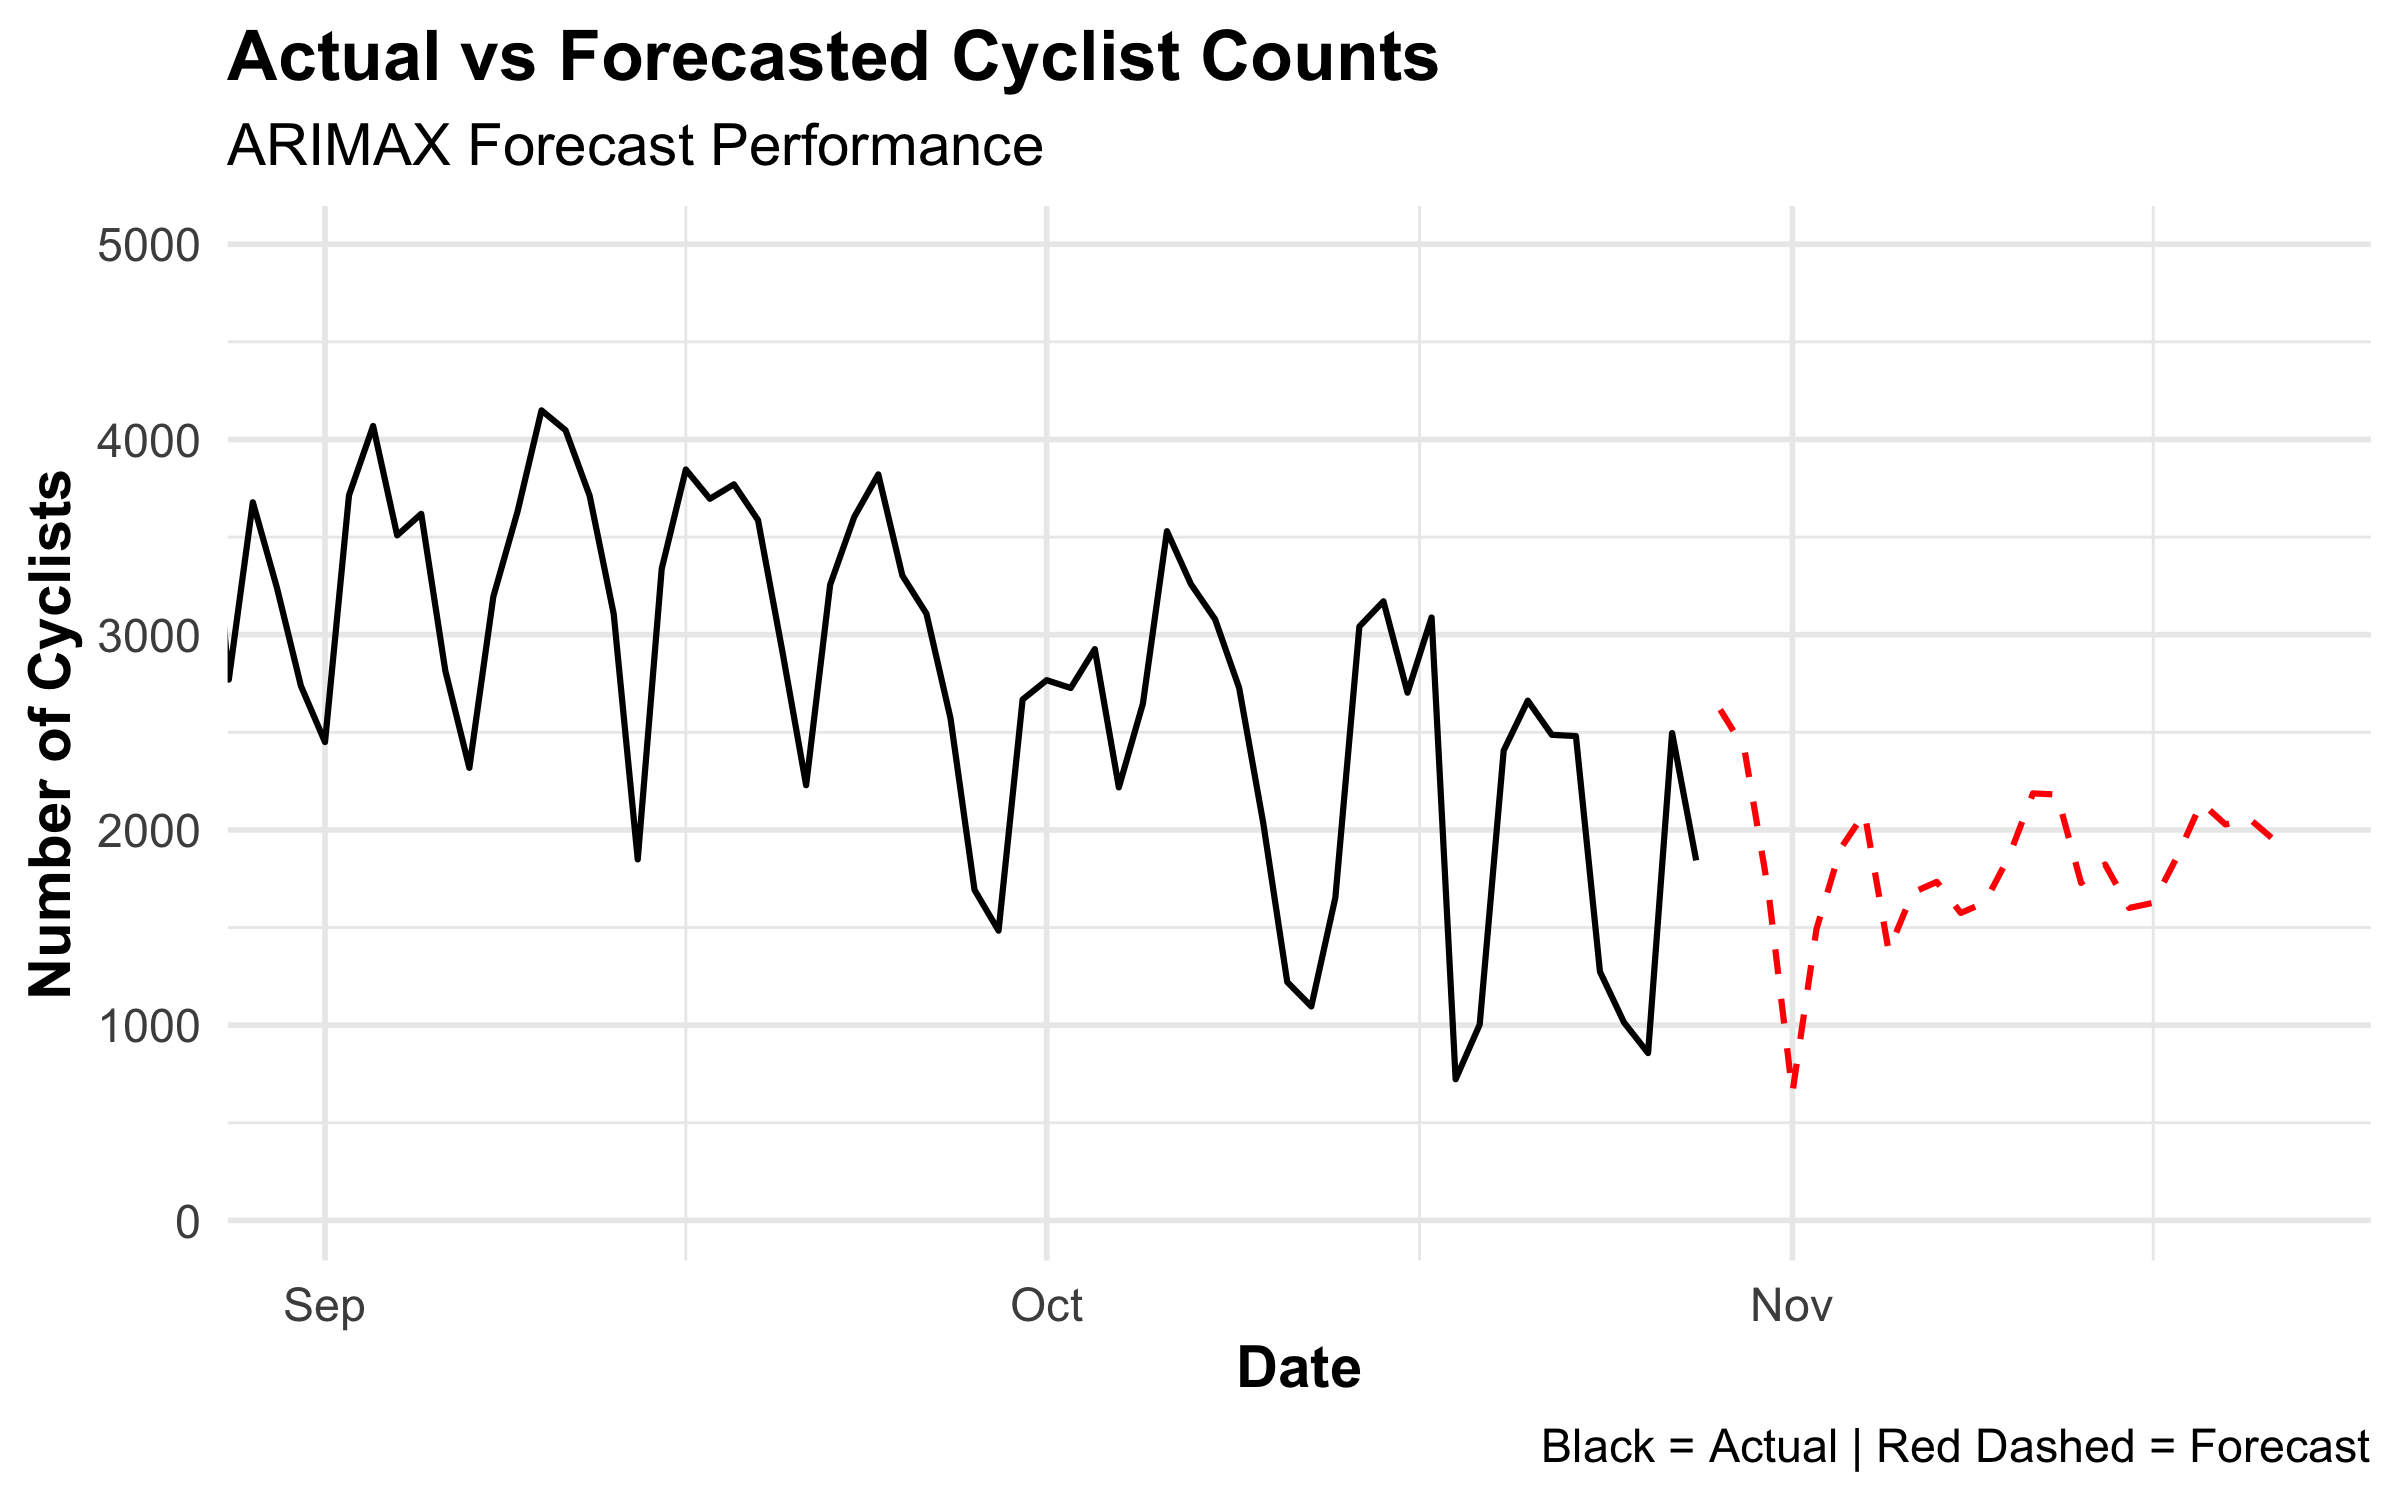 Actual vs Forecasted Cyclist Counts
ARIMAX Forecast Performance
Number of Cyclists
5000
4000
3000
2000
1000
0
Sep
Oct
Nov
Date
Black = Actual | Red Dashed = Forecast